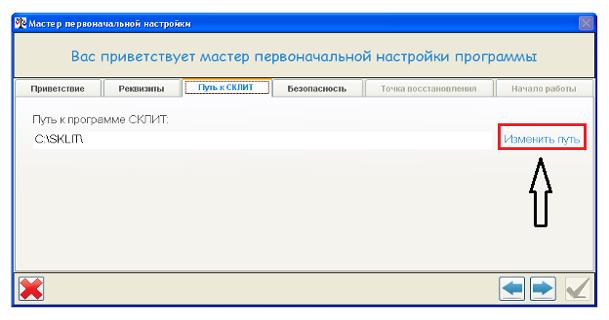 Мастер первоначальной настройки
Вас приветствует мастер первоначальной настройки программы
Приветствие Реквизиты Путь к СКЛИТ Безопасность Точка восстановления Начало работы
Путь к программе СКЛИТ:
C:\SKLIT\ Изменить путь